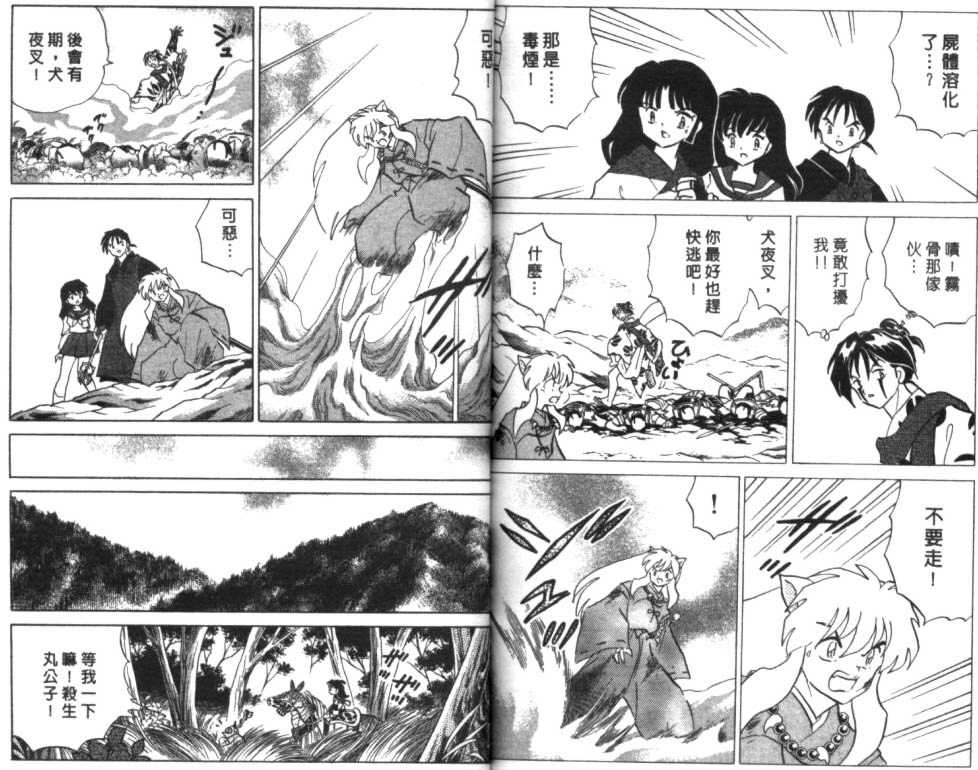 屍體溶化
了…?
那是……
毒煙！
嘖！霧
骨那傢
伙…
竟敢打擾
我!!
犬夜叉，
你最好也趕
快逃吧！
ひょい
什麼…
不要走！
！
可惡！
後會有
期，犬
夜叉！
可惡…
等我一下
嘛！殺生
丸公子！